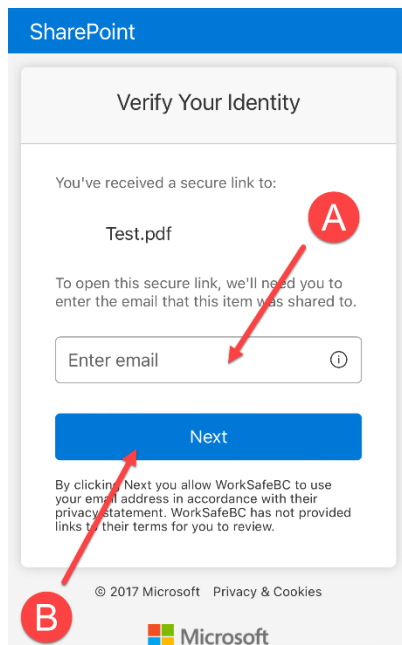 SharePoint
Verify Your Identity
You've received a secure link to:
A
Test.pdf
To open this secure link, we'll need you to
enter the email that this item was shared to.
Enter email
Next
By clicking Next you allow WorkSafeBC to use
your email address in accordance with their
privacy statement. WorkSafeBC has not provided
links to their terms for you to review.
© 2017 Microsoft Privacy & Cookies
B
Microsoft